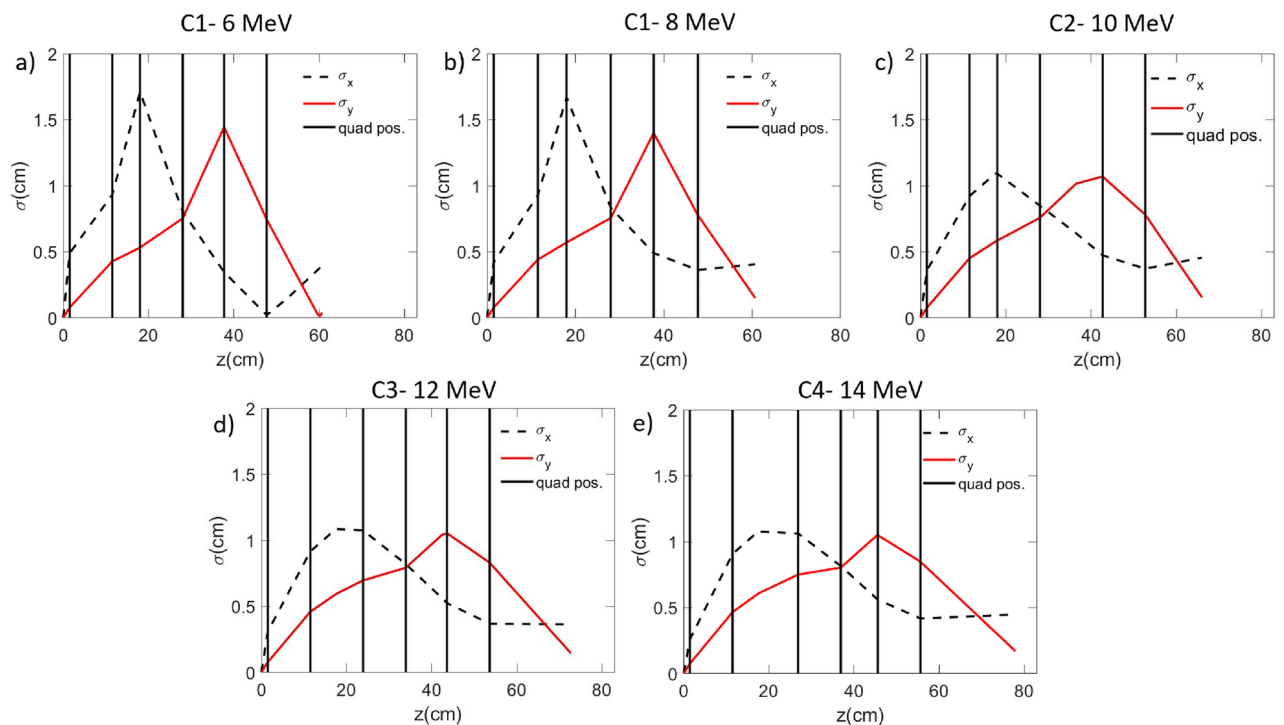 C1- 6 MeV
C1- 8 MeV
C2- 10 MeV
a)
2
1.5
1
0.5
0
σ(cm)
σx
σy
quad pos.
0
20
40
60
80
z(cm)
b)
2
1.5
1
0.5
0
σ(cm)
σx
σy
quad pos.
0
20
40
60
80
z(cm)
c)
2
1.5
1
0.5
0
σ(cm)
σx
σy
quad pos.
0
20
40
60
80
z(cm)
C3- 12 MeV
C4- 14 MeV
d)
2
1.5
1
0.5
0
σ(cm)
σx
σy
quad pos.
0
20
40
60
80
z(cm)
e)
2
1.5
1
0.5
0
σ(cm)
σx
σy
quad pos.
0
20
40
60
80
z(cm)